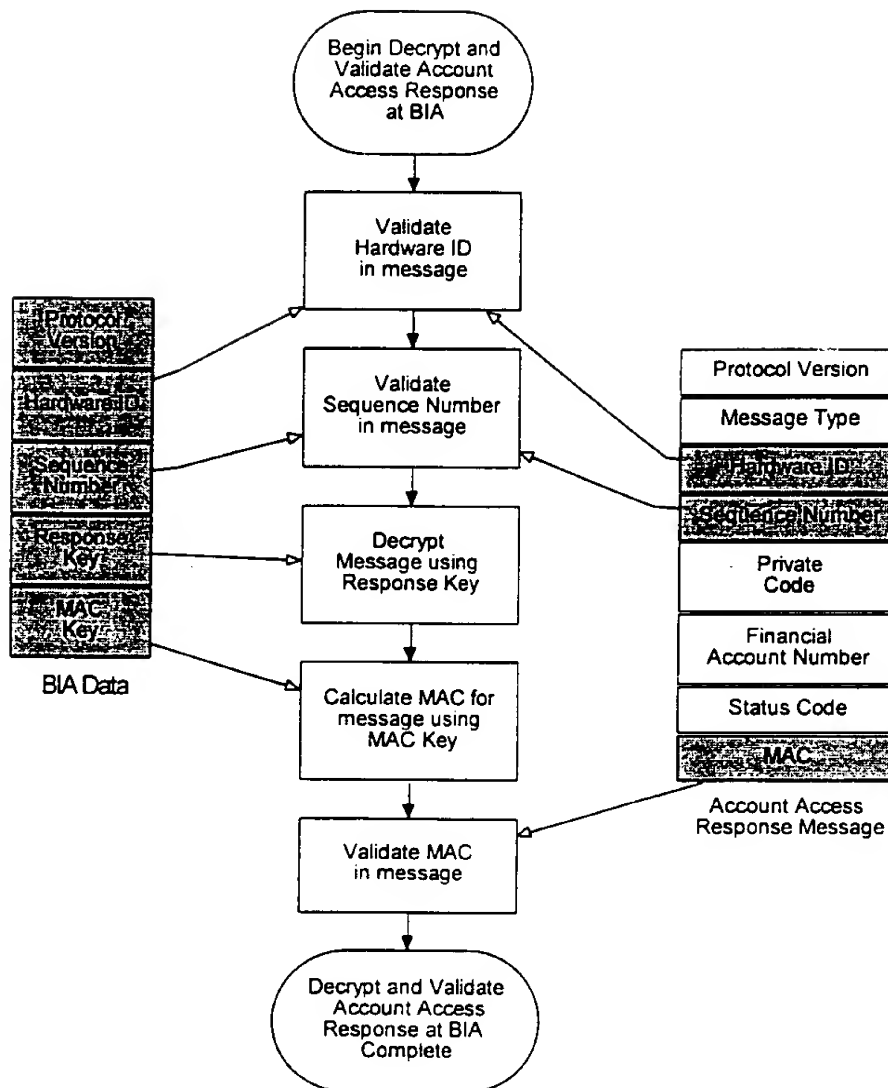 Begin Decrypt and
Validate Account
Access Response
at BIA
Validate
Hardware ID
in message
Validate
Sequence Number
in message
Decrypt
Message using
Response Key
Calculate MAC for
message using
MAC Key
Validate MAC
in message
Decrypt and Validate
Account Access
Response at BIA
Complete
Protocol
Version
Hardware ID
Sequence
Number
Response
Key
MAC
Key
BIA Data
Protocol Version
Message Type
Hardware ID
Sequence Number
Private
Code
Financial
Account Number
Status Code
MAC
Account Access
Response Message